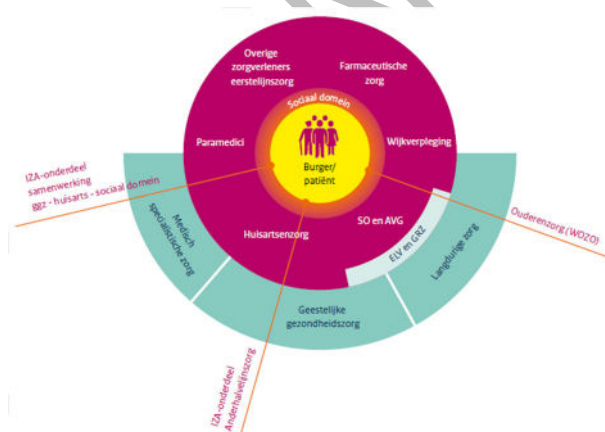 Overige
zorgverleners
eerstelijnszorg
Farmaceutische
zorg
Sociaal domein
Paramedici
Burger/
patiënt
Wijkverpleging
IZA-onderdeel
samenwerking
ggz - huisarts - sociaal domein
Medisch
specialistische zorg
Huisartsenzorg
SO en AVG
ELV en GRZ
Langdurige zorg
Ouderenzorg (WOZO)
Geestelijke
gezondheidszorg
IZA-onderdeel
Anderhalvelijnszorg